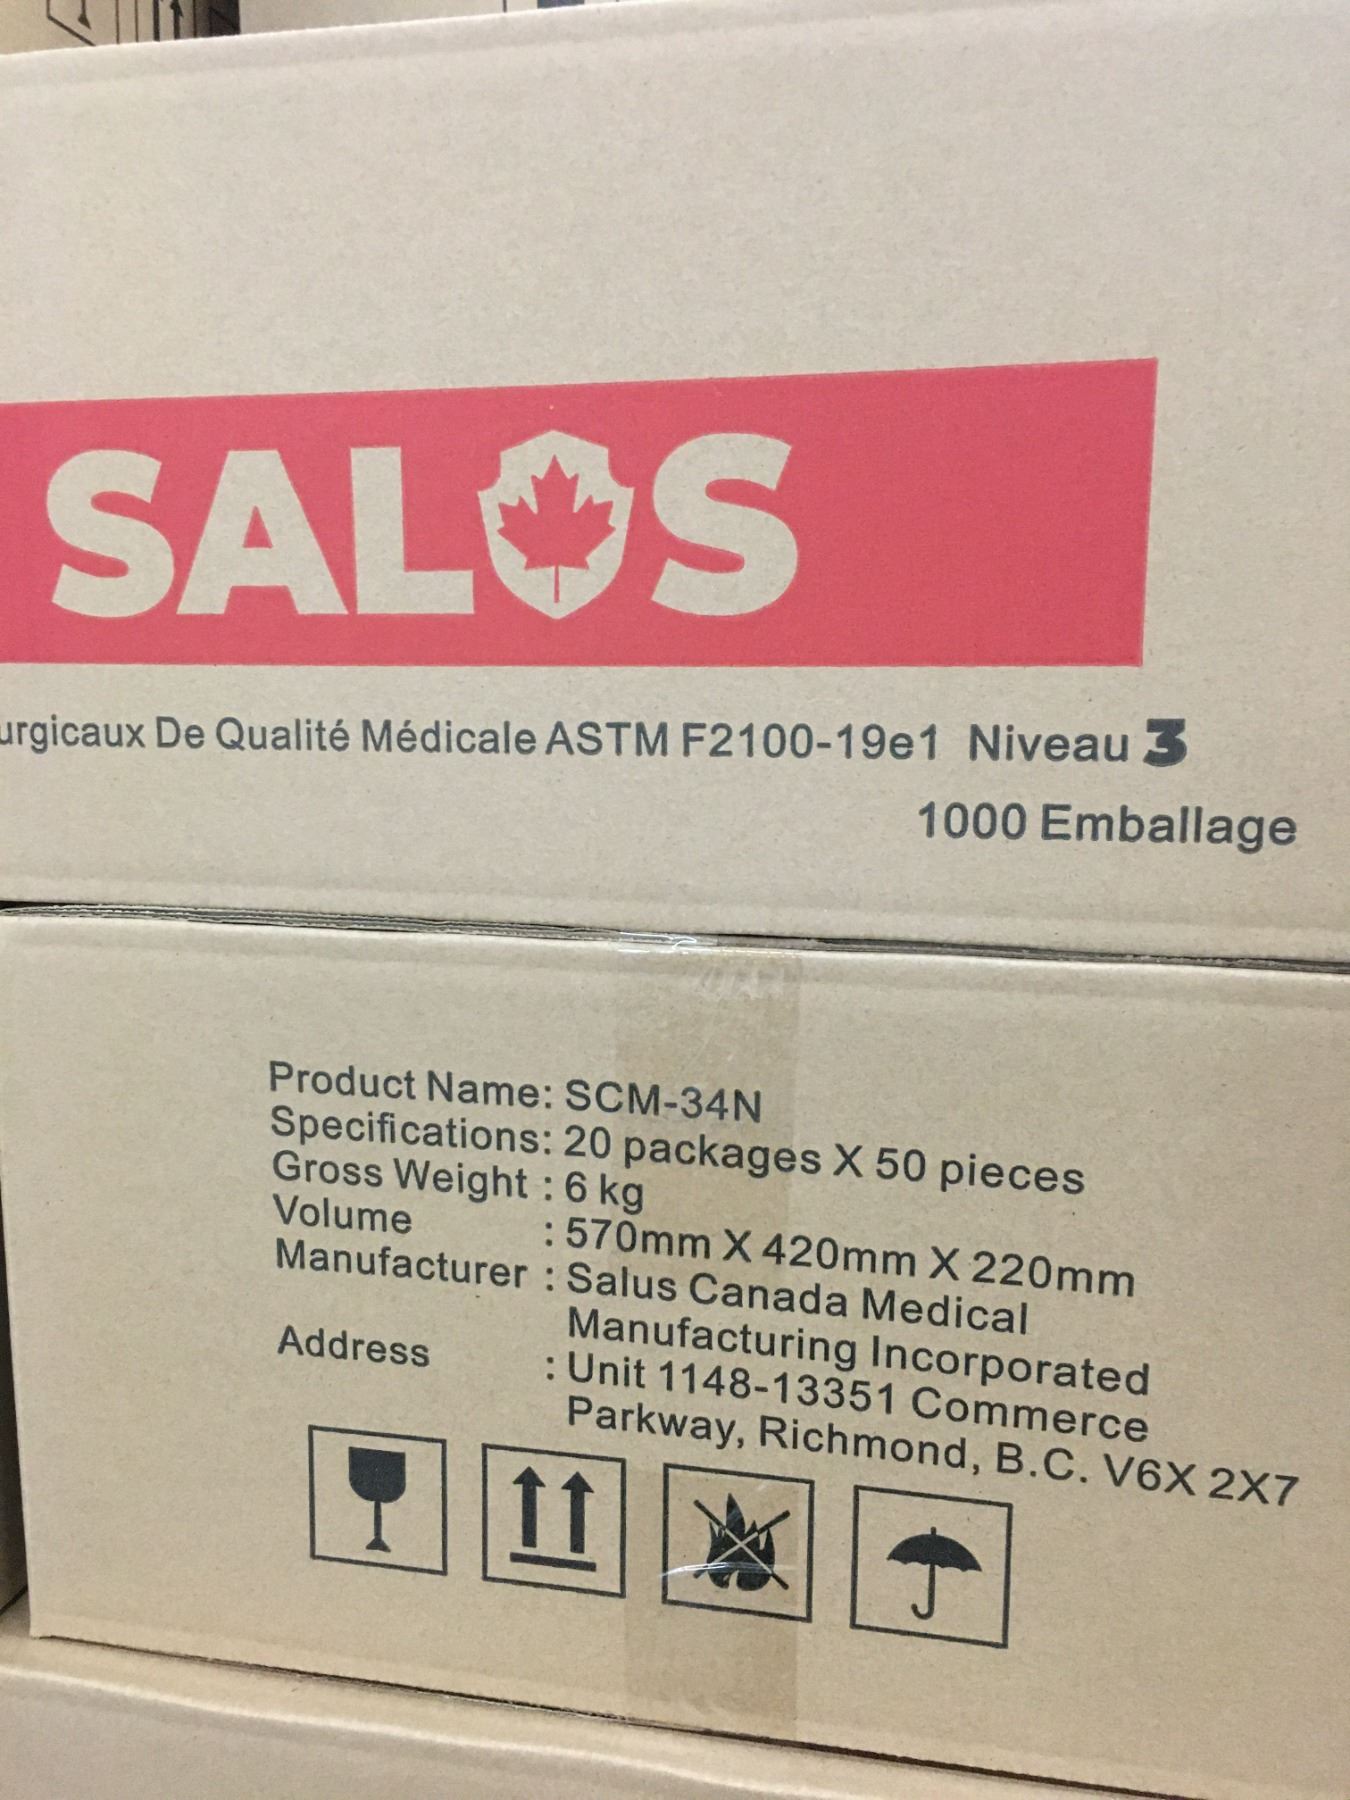 SALUS
urgicaux De Qualité Médicale ASTM F2100-19e1 Niveau 3
1000 Emballage
Product Name: SCM-34N
Specifications: 20 packages X 50 pieces
Gross Weight : 6 kg
Volume : 570mm X 420mm X 220mm
Manufacturer : Salus Canada Medical
Manufacturing Incorporated
Address : Unit 1148-13351 Commerce
Parkway, Richmond, B.C. V6X 2X7